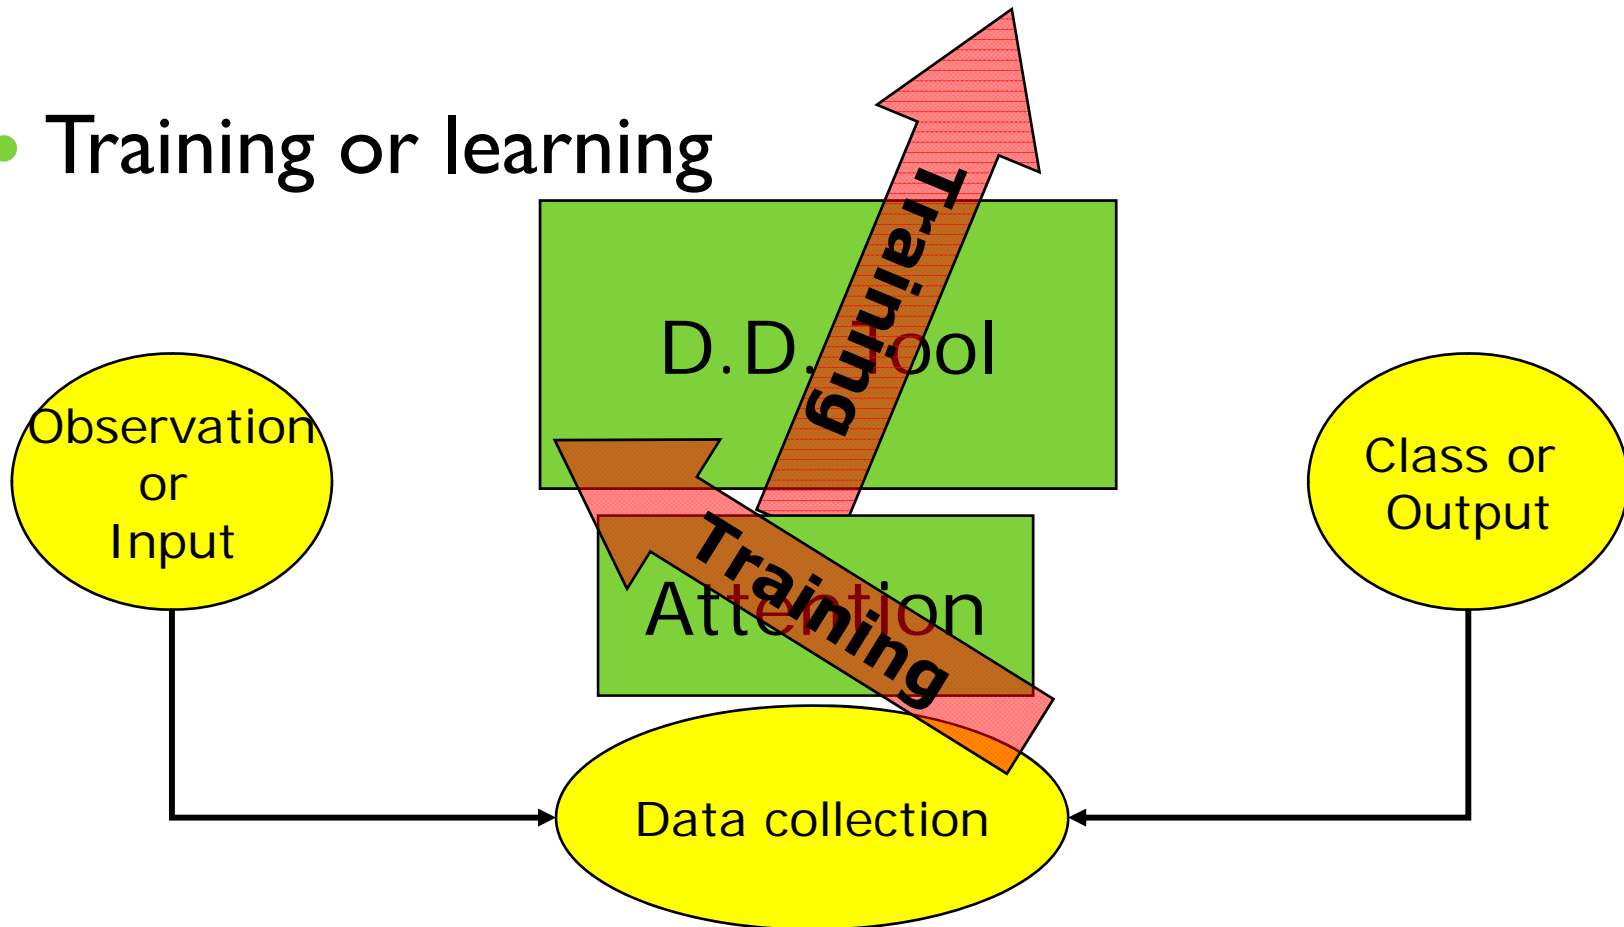 • Training or learning
Training
D.D. Tool
Observation
or
Input
Class or
Output
Training
Attention
Data collection